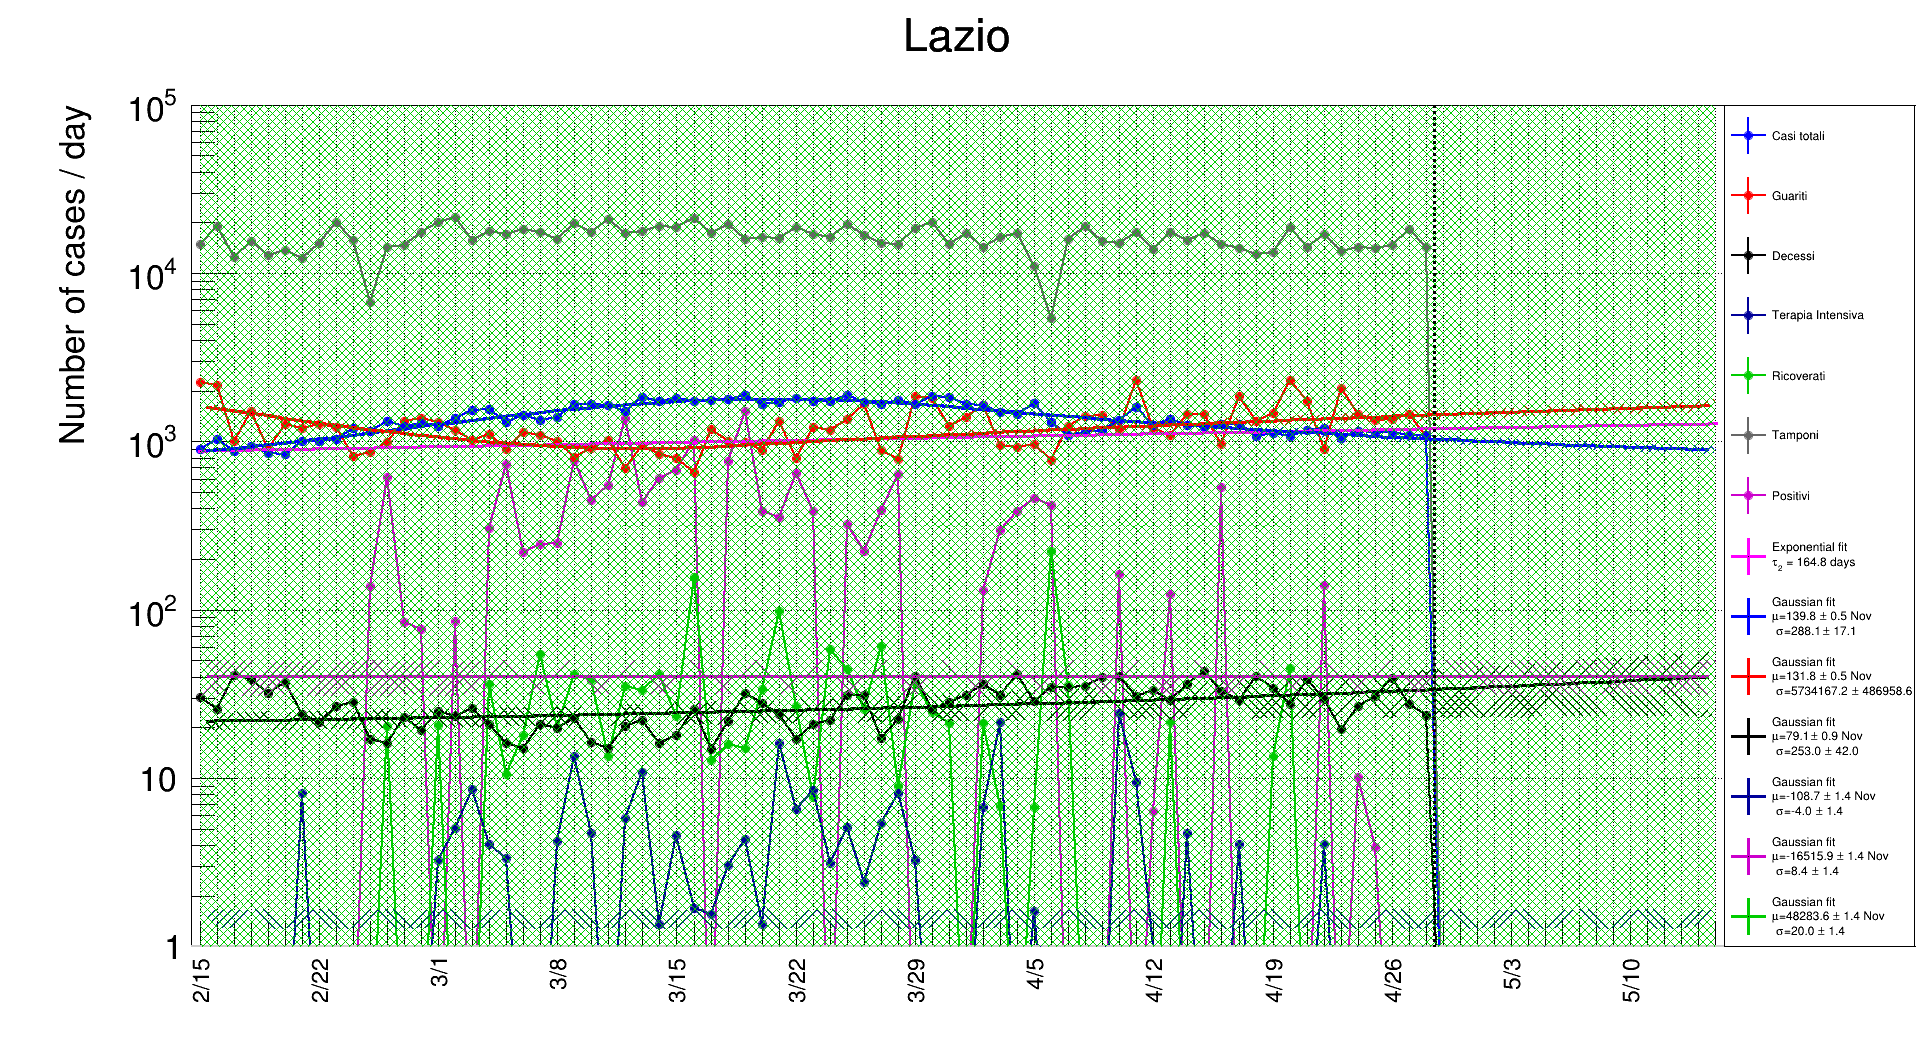 Lazio
Number of cases / day
10^5
10^4
10^3
10^2
10
1
2/15
2/22
3/1
3/8
3/15
3/22
3/29
4/5
4/12
4/19
4/26
5/3
5/10
Casi totali
Guariti
Decessi
Terapia Intensiva
Ricoverati
Tamponi
Positivi
Exponential fit
τ_2 = 164.8 days
Gaussian fit
μ=139.8 ± 0.5 Nov
σ=288.1 ± 17.1
Gaussian fit
μ=131.8 ± 0.5 Nov
σ=5734167.2 ± 486958.6
Gaussian fit
μ=79.1 ± 0.9 Nov
σ=253.0 ± 42.0
Gaussian fit
μ=-108.7 ± 1.4 Nov
σ=-4.0 ± 1.4
Gaussian fit
μ=-16515.9 ± 1.4 Nov
σ=8.4 ± 1.4
Gaussian fit
μ=48283.6 ± 1.4 Nov
σ=20.0 ± 1.4